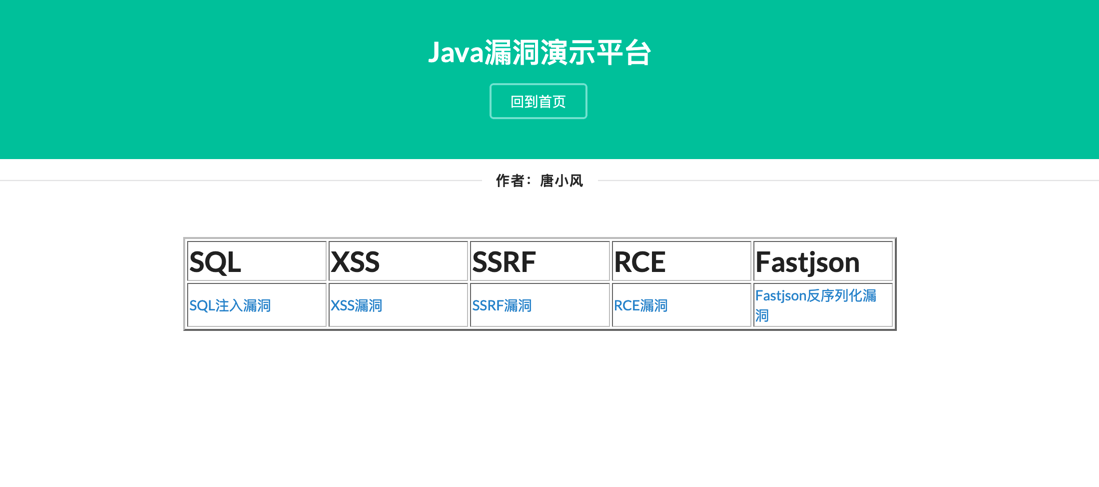 Java漏洞演示平台
回到首页
作者：唐小风
SQL XSS SSRF RCE Fastjson
SQL注入漏洞 XSS漏洞 SSRF漏洞 RCE漏洞 Fastjson反序列化漏
洞